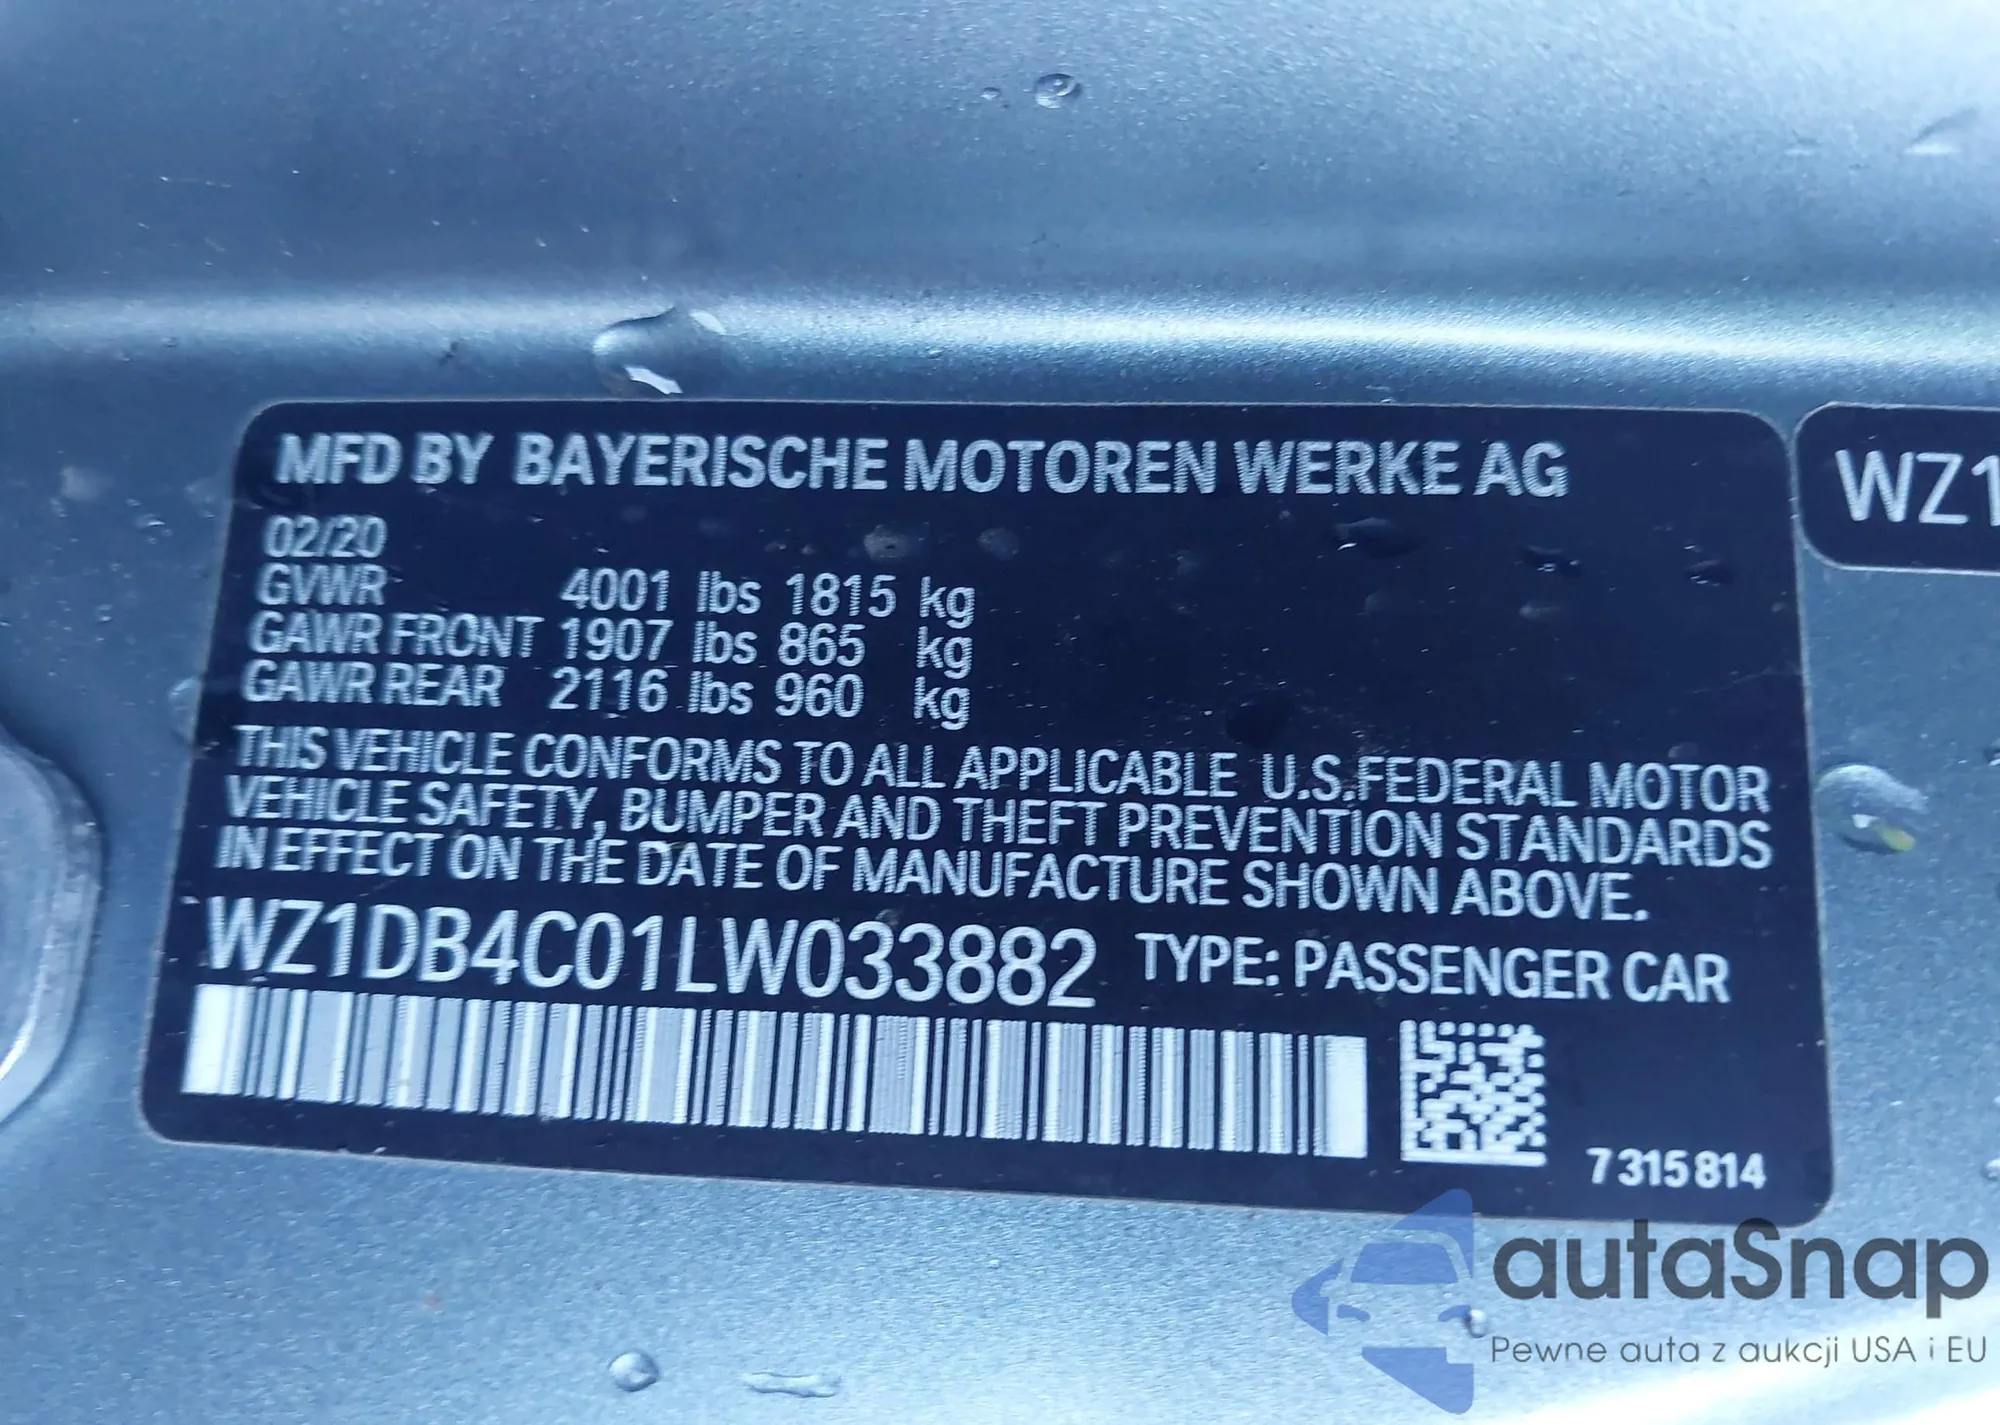 MFD BY BAYERISCHE MOTOREN WERKE AG
02/20
GVWR 4001 lbs 1815 kg
GAWR FRONT 1907 lbs 865 kg
GAWR REAR 2116 lbs 960 kg
THIS VEHICLE CONFORMS TO ALL APPLICABLE U.S.FEDERAL MOTOR
VEHICLE SAFETY, BUMPER AND THEFT PREVENTION STANDARDS
IN EFFECT ON THE DATE OF MANUFACTURE SHOWN ABOVE.
WZ1DB4C01LW033882 TYPE: PASSENGER CAR
7315814
WZ1
autaSnap
Pewne auta z aukcji USA i EU